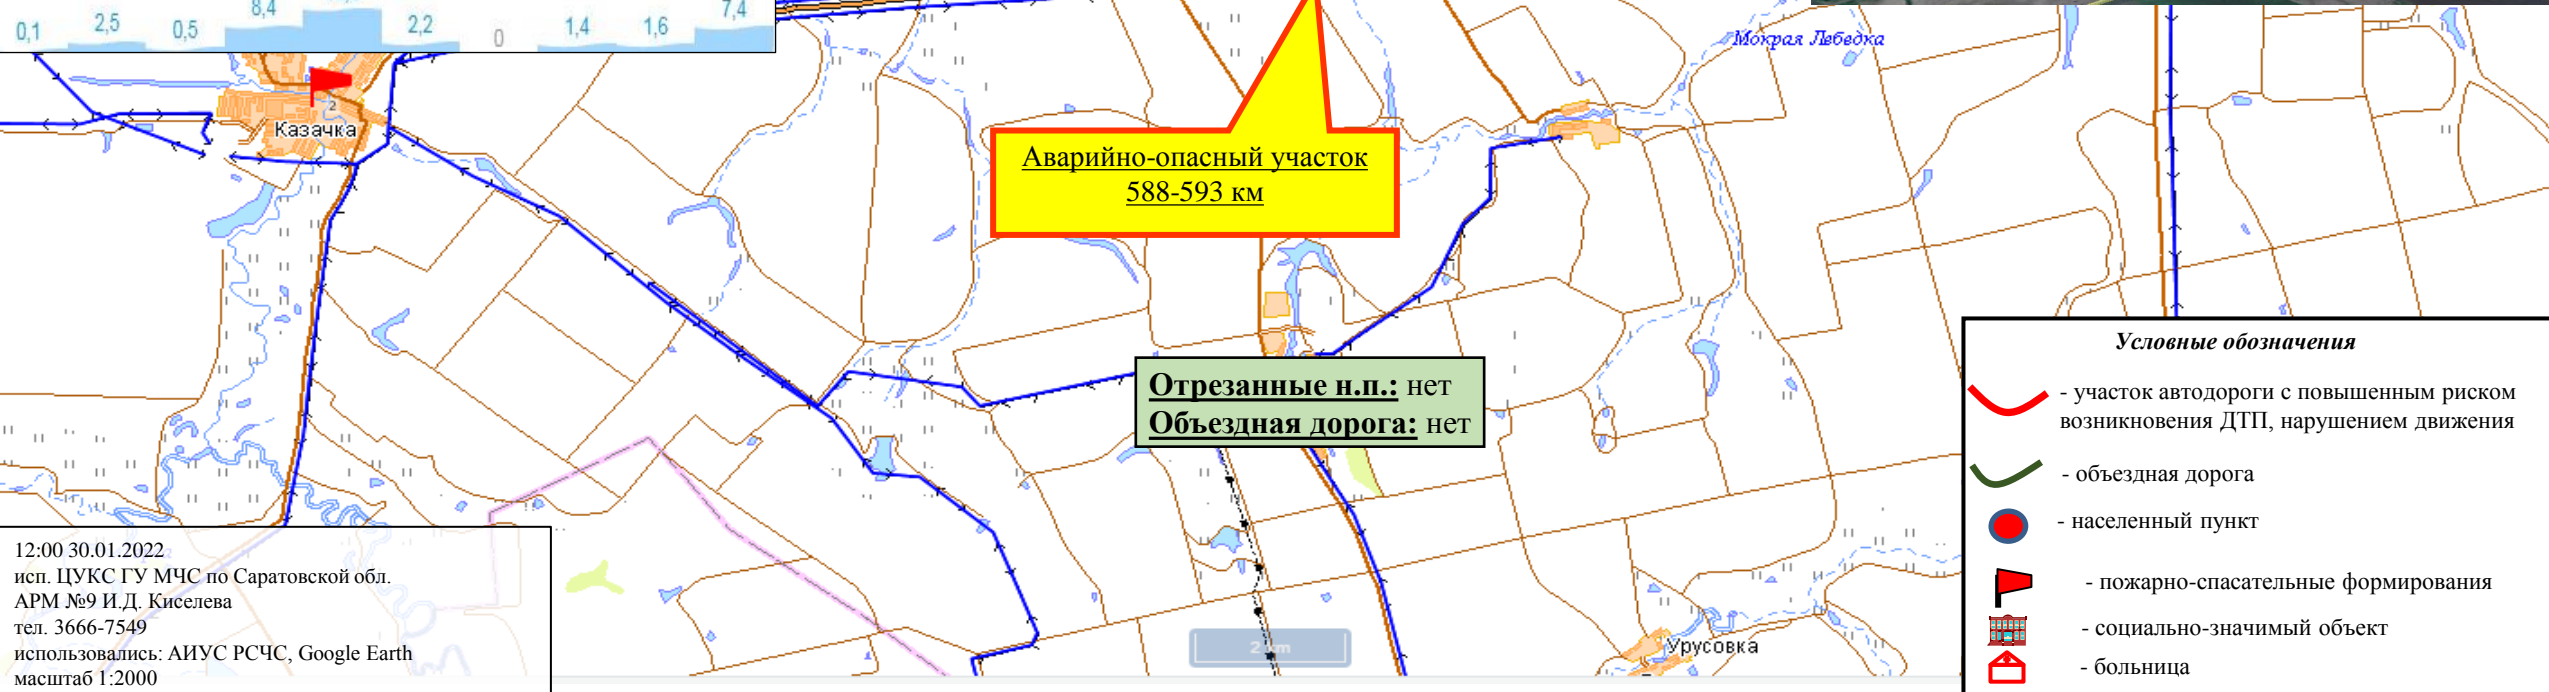 8,4
7,4
0,1
2,5
0,5
2,2
0
1,4
1,6
Мокрая Лебедка
2
Казачка
Аварийно-опасный участок
588-593 км
Отрезанные н.п.: нет
Объездная дорога: нет
Условные обозначения
- участок автодороги с повышенным риском
возникновения ДТП, нарушением движения
- объездная дорога
- населенный пункт
- пожарно-спасательные формирования
- социально-значимый объект
- больница
12:00 30.01.2022
исп. ЦУКС ГУ МЧС по Саратовской обл.
АРМ №9 И.Д. Киселева
тел. 3666-7549
использовались: АИУС РСЧС, Google Earth
масштаб 1:2000
2 km
Урусовка